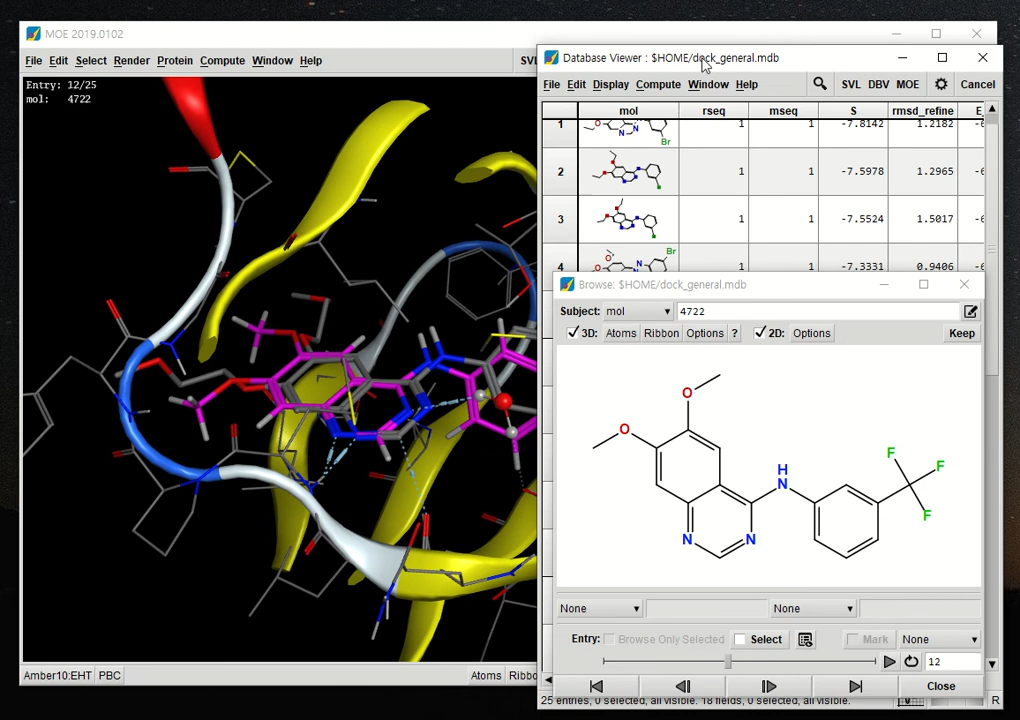 MOE 2019.0102
File Edit Select Render Protein Compute Window Help
Entry: 12/25
mol: 4722
Amber10:EHT PBC
Atoms
Database Viewer : $HOME/dock_general.mdb
File Edit Display Compute Window Help SVL DBV MOE Cancel
mol rseq mseq S rmsd_refine
1 Br 1 1 -7.8142 1.2182
2 1 1 -7.5978 1.2965
3 1 1 -7.5524 1.5017
4 Br 1 1 -7.3331 0.9406
Browse: $HOME/dock_general.mdb
Subject: mol 4722
3D: Atoms Ribbon Options ? 2D: Options Keep
O
O
H
N
F
F
F
N N
None None
Entry: Browse Only Selected Select Mark None
12
Close
25 entries, 0 selected, all visible. 18 fields, 0 selected, all visible.
R